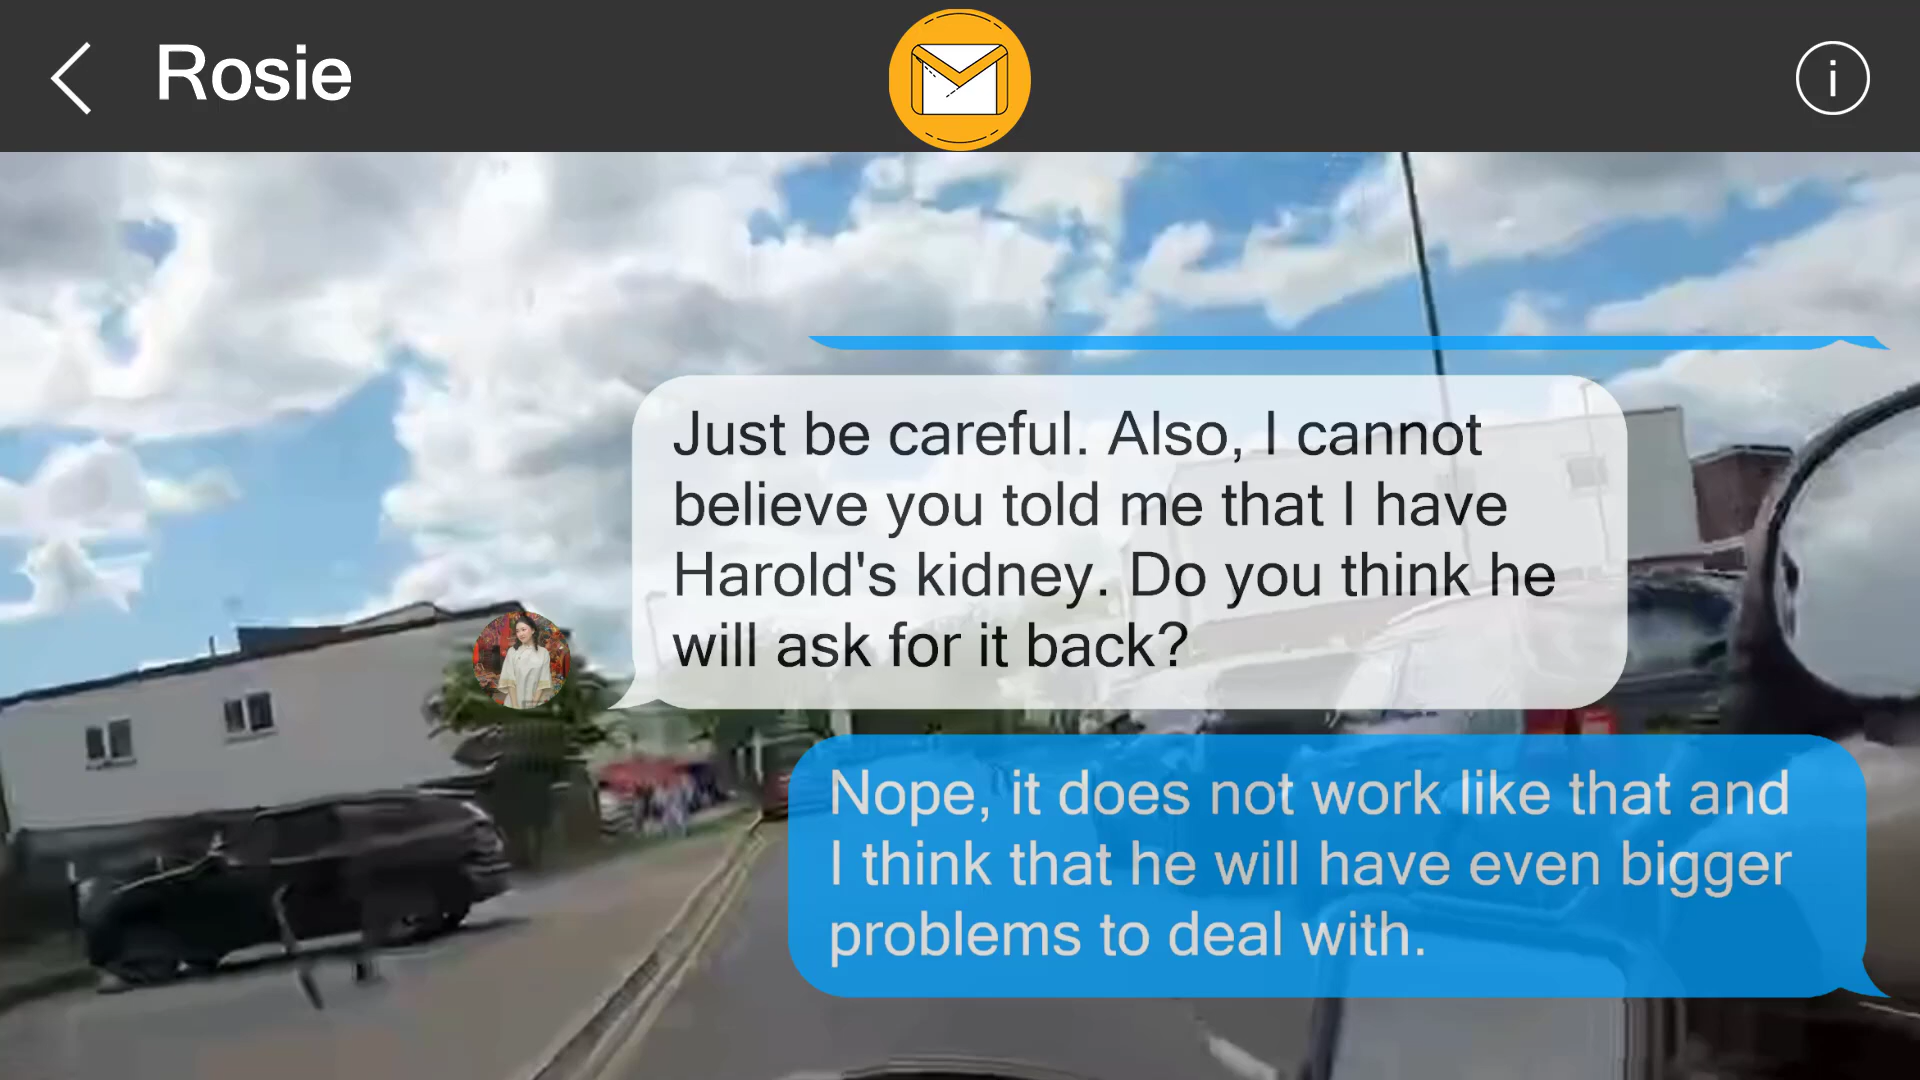 Rosie
i
Just be careful. Also, I cannot
believe you told me that I have
Harold's kidney. Do you think he
will ask for it back?
Nope, it does not work like that and
I think that he will have even bigger
problems to deal with.